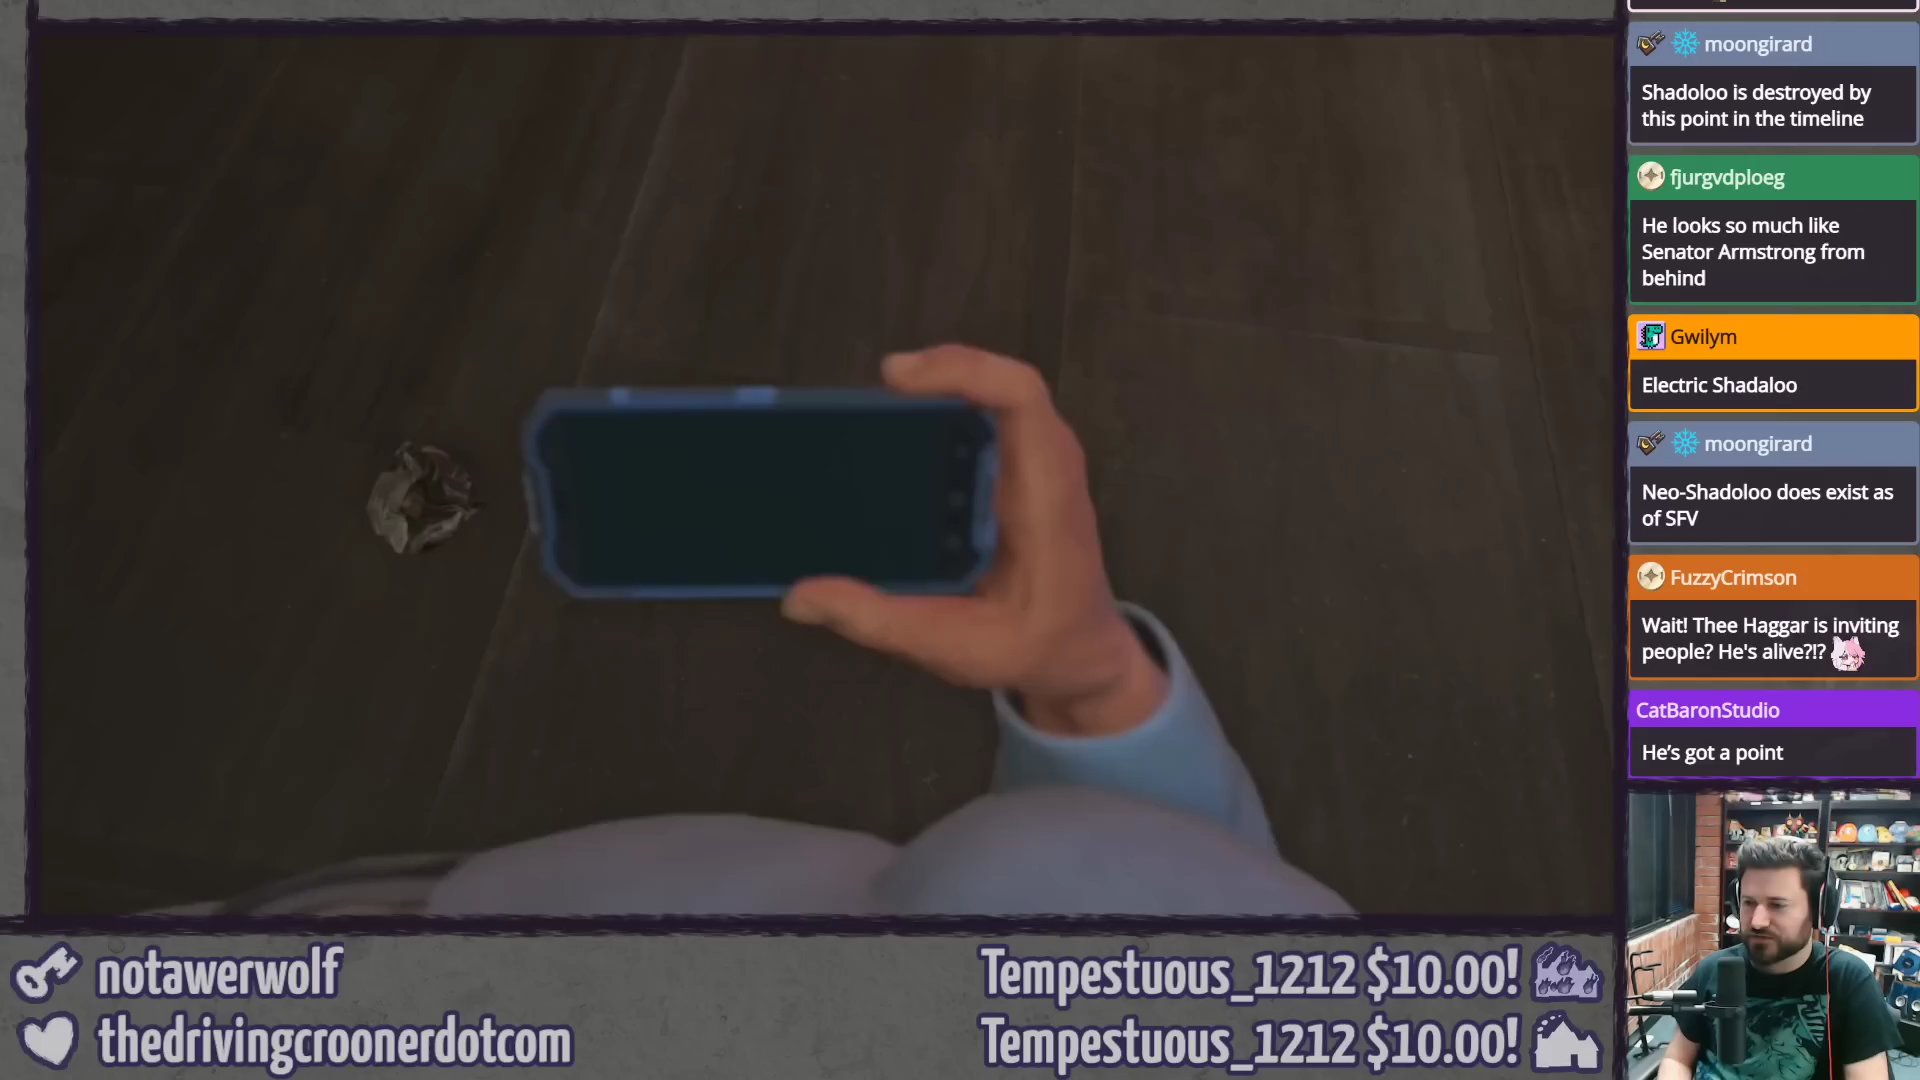 moongirard
Shadoloo is destroyed by
this point in the timeline
fjurgvdploeg
He looks so much like
Senator Armstrong from
behind
Gwilym
Electric Shadaloo
moongirard
Neo-Shadoloo does exist as
of SFV
FuzzyCrimson
Wait! Thee Haggar is inviting
people? He's alive?!?
CatBaronStudio
He’s got a point
notawerwolf
Tempestuous_1212 $10.00!
thedrivingcroonerdotcom
Tempestuous_1212 $10.00!